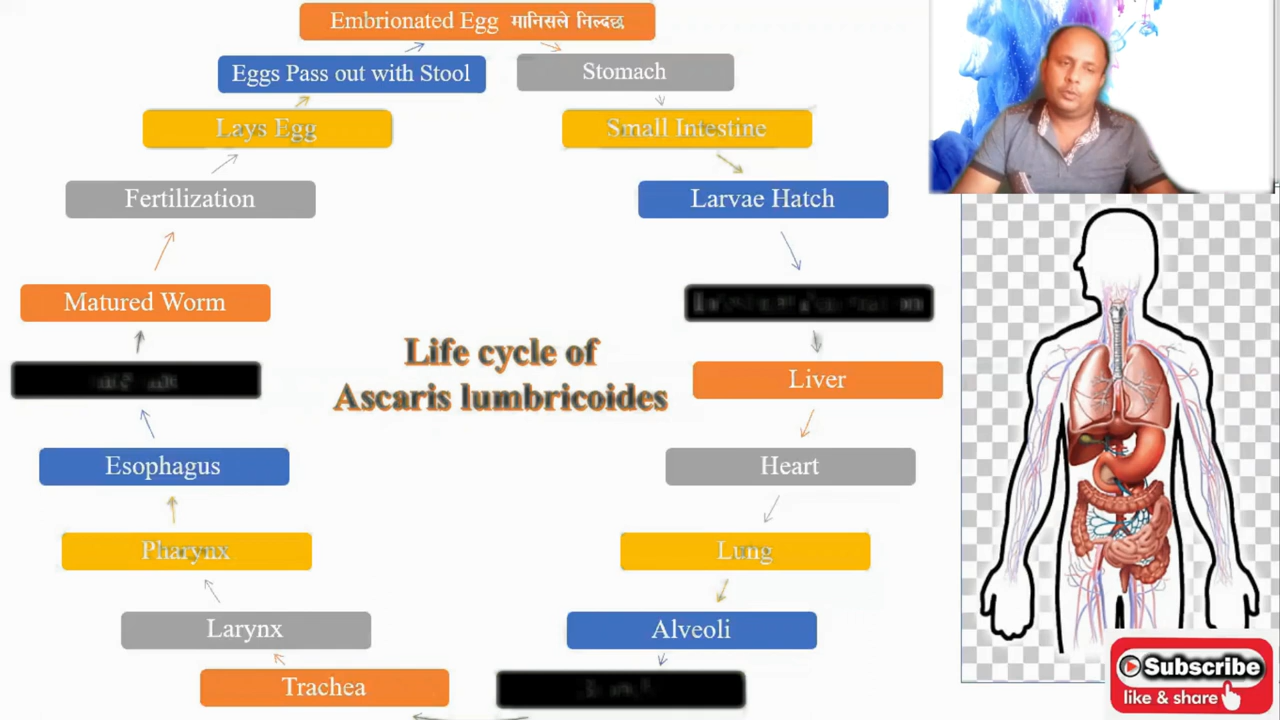 Embrionated Egg मानिसले निल्दछ
Eggs Pass out with Stool
Stomach
Lays Egg
Small Intestine
Fertilization
Larvae Hatch
Matured Worm
Life cycle of
Ascaris lumbricoides
Liver
Esophagus
Heart
Pharynx
Lung
Larynx
Alveoli
Trachea
Subscribe
like & share